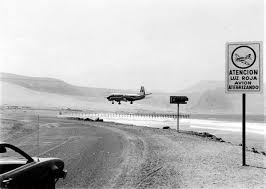 ATENCION
LUZ ROJA
AVION
ATERRIZANDO